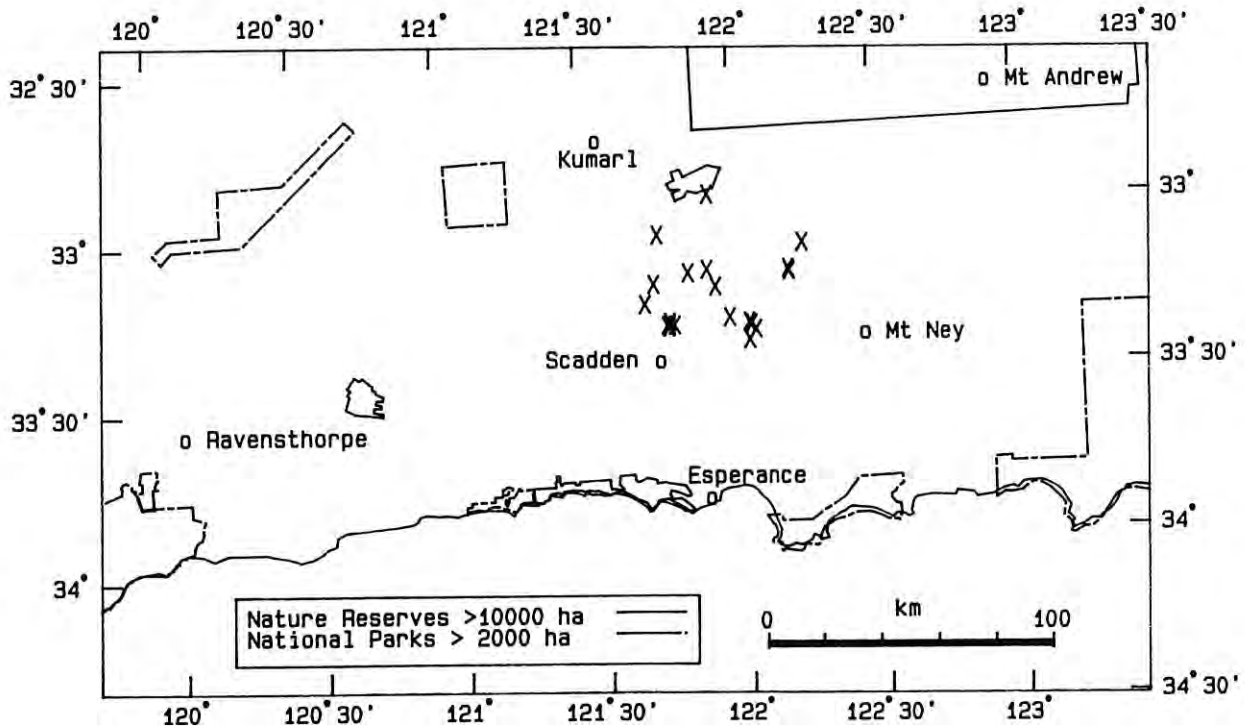 120° 120°30' 121° 121°30' 122° 122°30' 123° 123°30'
32°30'
Mt Andrew
Kumarl
33°
33°
Mt Ney
Scadden
33°30'
33°30'
Ravensthorpe
Esperance
34°
34°
Nature Reserves >10000 ha
National Parks > 2000 ha
0 km 100
34°30'
120° 120°30' 121° 121°30' 122° 122°30' 123°